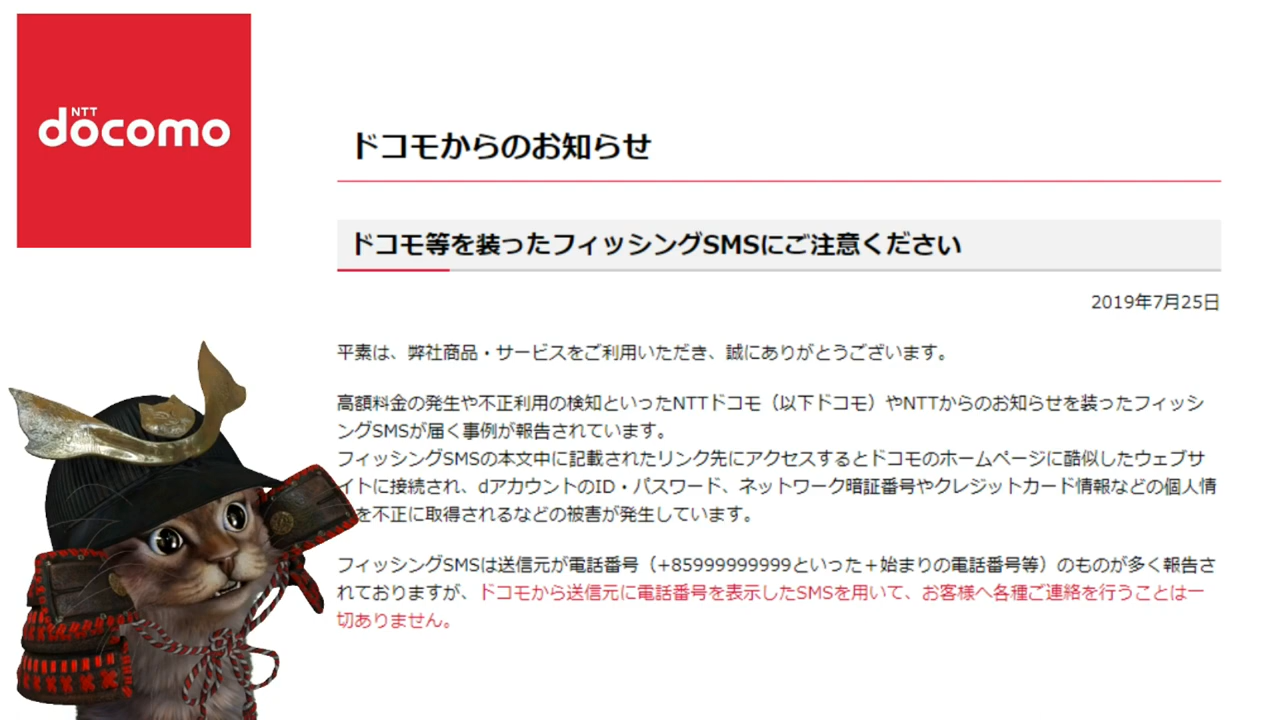 NTT
docomo
ドコモからのお知らせ
ドコモ等を装ったフィッシングSMSにご注意ください
2019年7月25日
平素は、弊社商品・サービスをご利用いただき、誠にありがとうございます。
高額料金の発生や不正利用の検知といったNTTドコモ（以下ドコモ）やNTTからのお知らせを装ったフィッシ
ングSMSが届く事例が報告されています。
フィッシングSMSの本文中に記載されたリンク先にアクセスするとドコモのホームページに酷似したウェブサ
イトに接続され、dアカウントのID・パスワード、ネットワーク暗証番号やクレジットカード情報などの個人情
を不正に取得されるなどの被害が発生しています。
フィッシングSMSは送信元が電話番号（+85999999999といった＋始まりの電話番号等）のものが多く報告さ
れておりますが、ドコモから送信元に電話番号を表示したSMSを用いて、お客様へ各種ご連絡を行うことは一
切ありません。